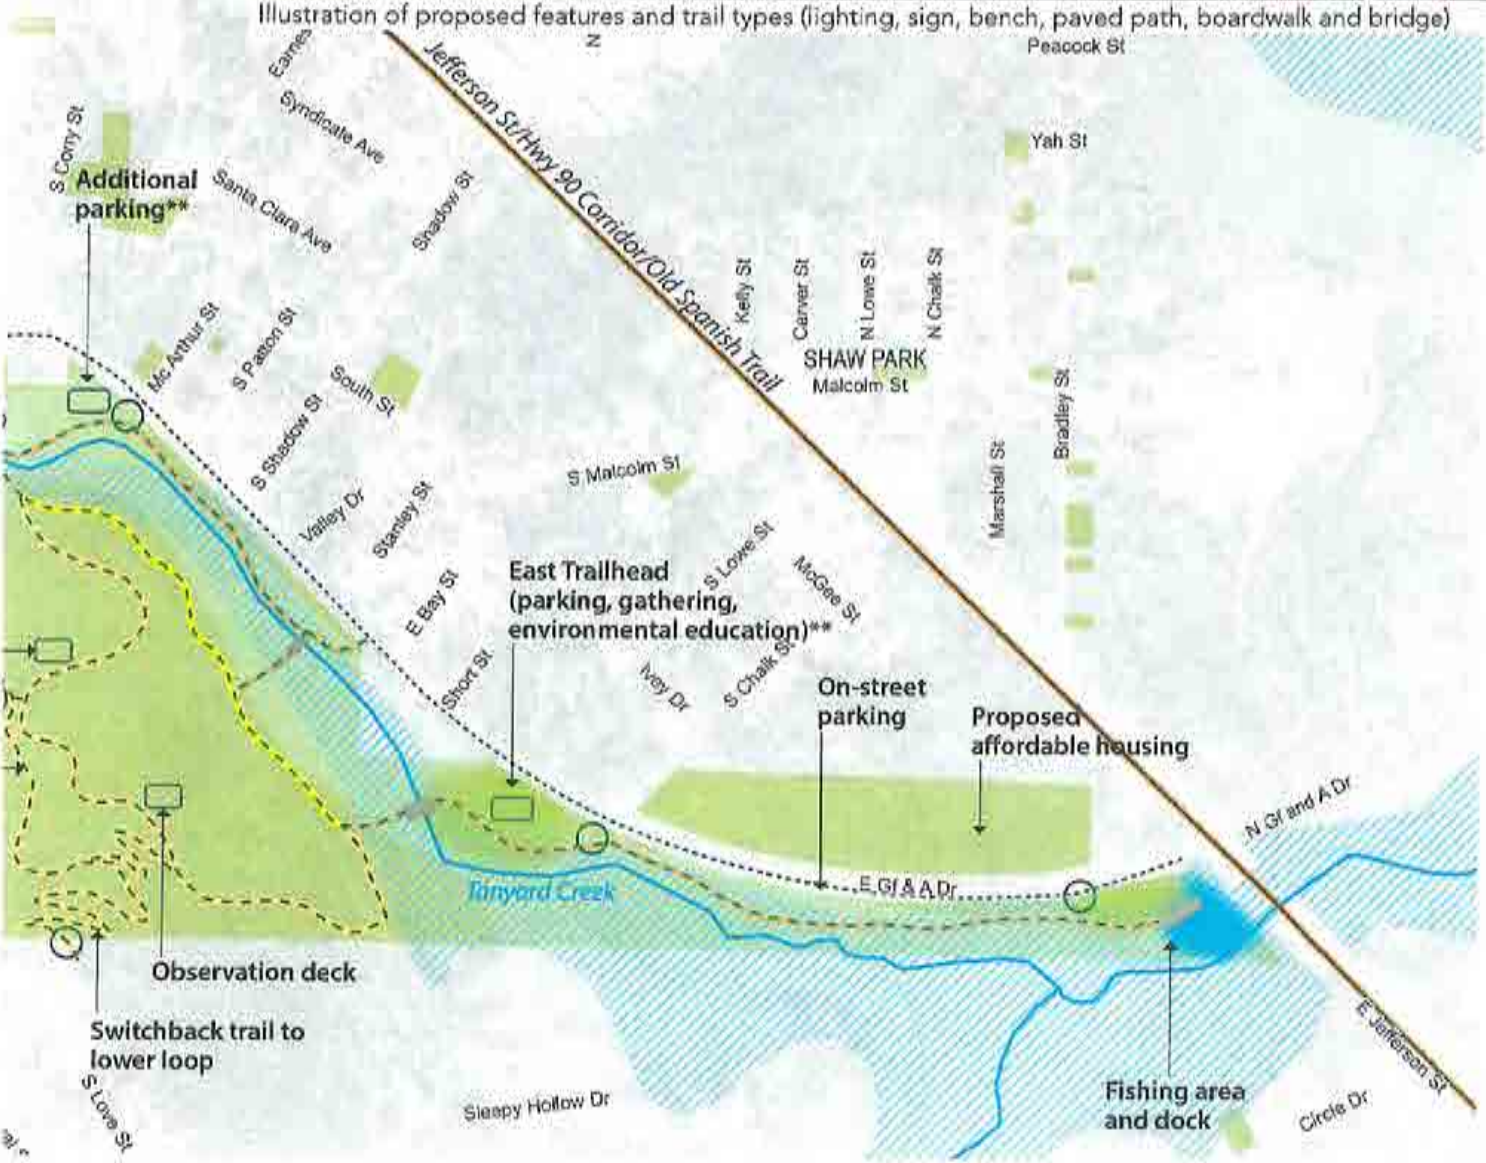 Illustration of proposed features and trail types (lighting, sign, bench, paved path, boardwalk and bridge)
N
Peacock St
Earnes
Jefferson St/Hwy 90 Corridor/Old Spanish Trail
Syndicate Ave
S Corry St
Yah St
Additional
parking**
Santa Clara Ave
Shadow St
Kelly St
Carver St
N Lowe St
N Chalk St
Mc Arthur St
S Patton St
SHAW PARK
Malcolm St
South St
Bradley St
S Shadow St
S Malcolm St
Marshall St
Valley Dr
Stanley St
S Lowe St
McGee St
East Trailhead
(parking, gathering,
environmental education)**
E Bay St
Short St
Ivey Dr
S Chalk St
On-street
parking
Proposed
affordable housing
N Gf and A Dr
E Gf & A Dr
Tanyard Creek
Observation deck
Switchback trail to
lower loop
E Jefferson St
S Love St
Sleepy Hollow Dr
Fishing area
and dock
Circle Dr